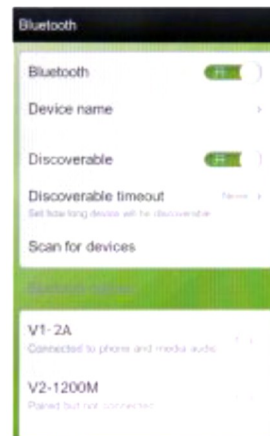 Bluetooth
Bluetooth
Device name
Discoverable
Discoverable timeout
Set how long device will be discoverable
Scan for devices
V1-2A
Connected to phone and media audio
V2-1200M
Paired but not connected